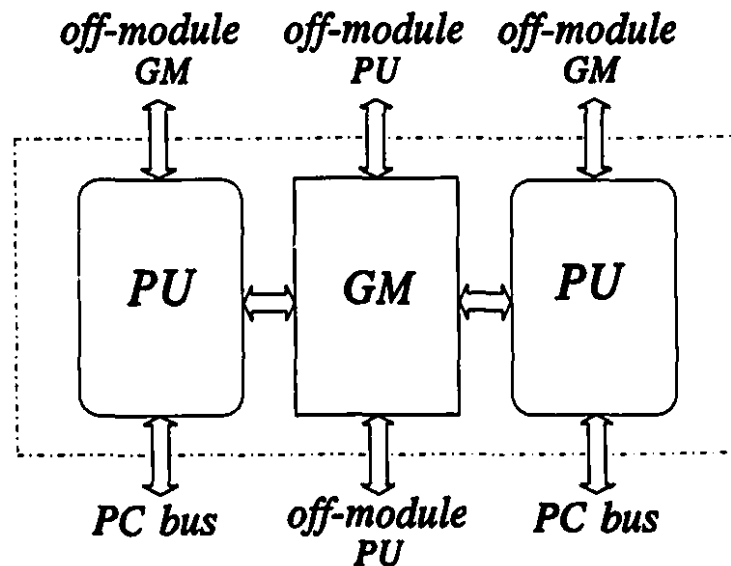 off-module off-module off-module
GM PU GM
PU GM PU
PC bus off-module PC bus
PU